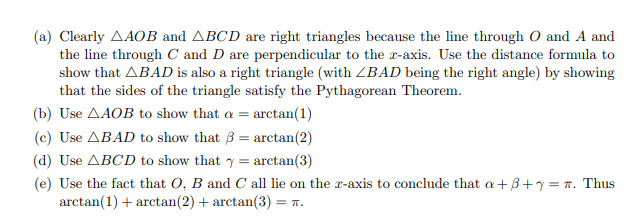 (a) Clearly △AOB and △BCD are right triangles because the line through O and A and
the line through C and D are perpendicular to the x-axis. Use the distance formula to
show that △BAD is also a right triangle (with ∠BAD being the right angle) by showing
that the sides of the triangle satisfy the Pythagorean Theorem.
(b) Use △AOB to show that α = arctan(1)
(c) Use △BAD to show that β = arctan(2)
(d) Use △BCD to show that γ = arctan(3)
(e) Use the fact that O, B and C all lie on the x-axis to conclude that α + β + γ = π. Thus
arctan(1) + arctan(2) + arctan(3) = π.